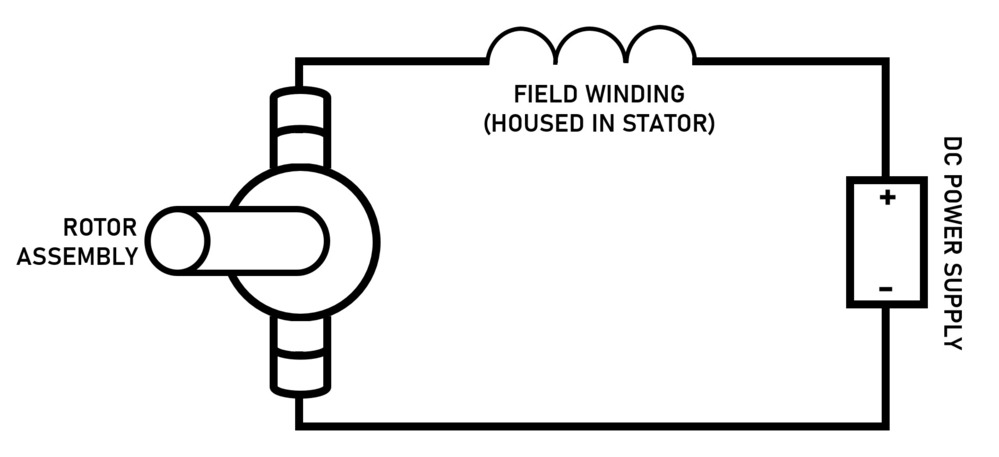 FIELD WINDING
(HOUSED IN STATOR)
ROTOR
ASSEMBLY
+
-
DC POWER SUPPLY